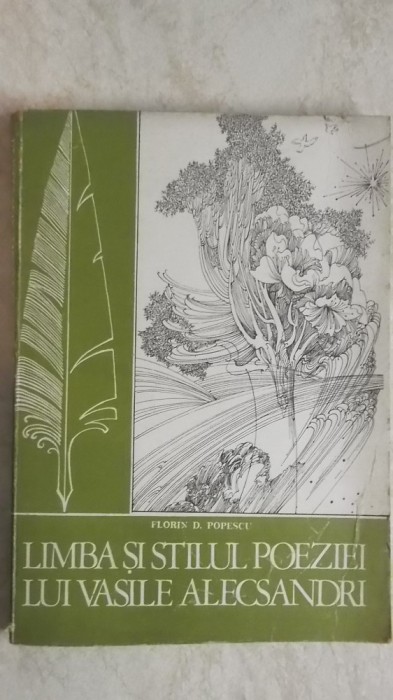 FLORIN D. POPESCU
LIMBA ȘI STILUL POEZIEI
LUI VASILE ALECSANDRI